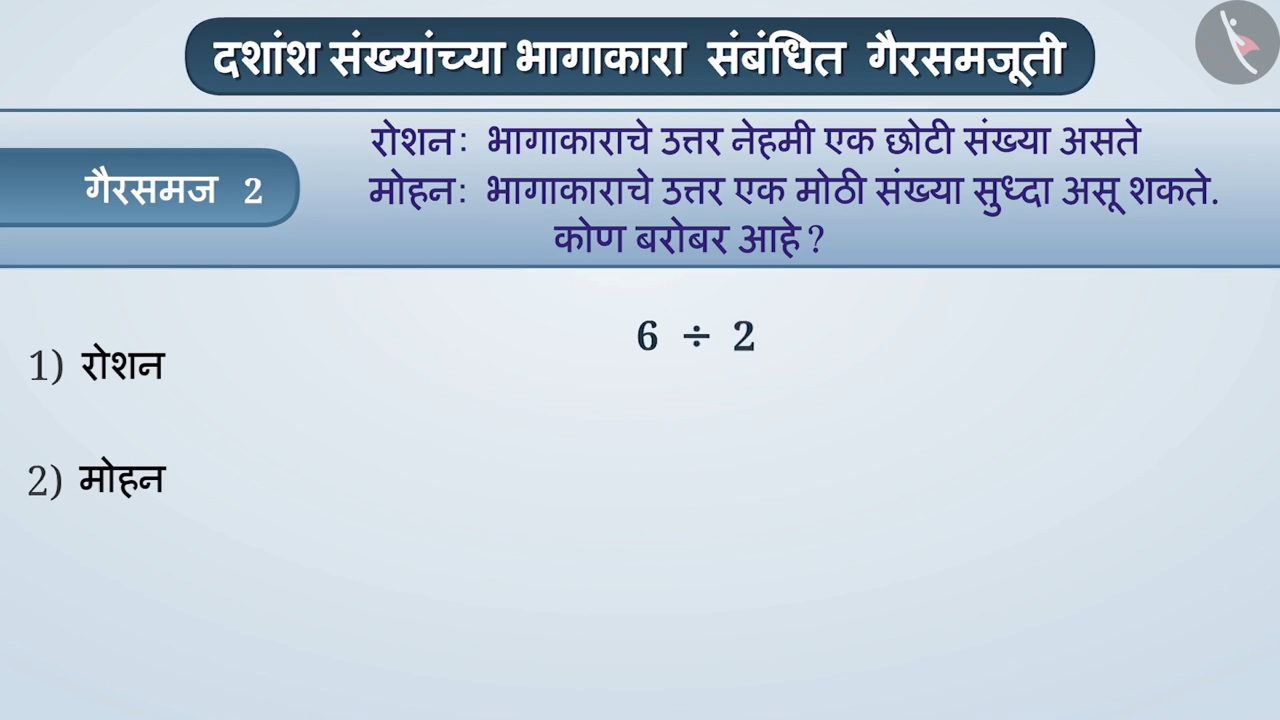 दशांश संख्यांच्या भागाकारा संबंधित गैरसमजूती
गैरसमज 2
रोशन: भागाकाराचे उत्तर नेहमी एक छोटी संख्या असते
मोहन: भागाकाराचे उत्तर एक मोठी संख्या सुध्दा असू शकते.
कोण बरोबर आहे ?
6 ÷ 2
1) रोशन
2) मोहन